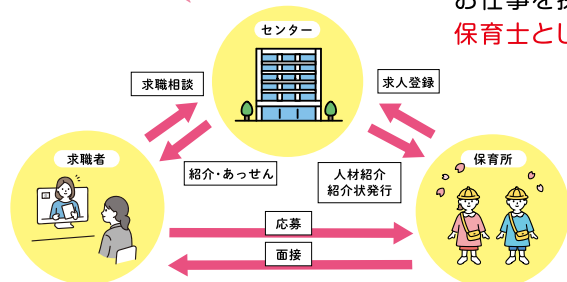 お仕事を
保育士とし
センター
求職相談
求人登録
求職者
保育所
紹介・あっせん
人材紹介
紹介状発行
応募
面接